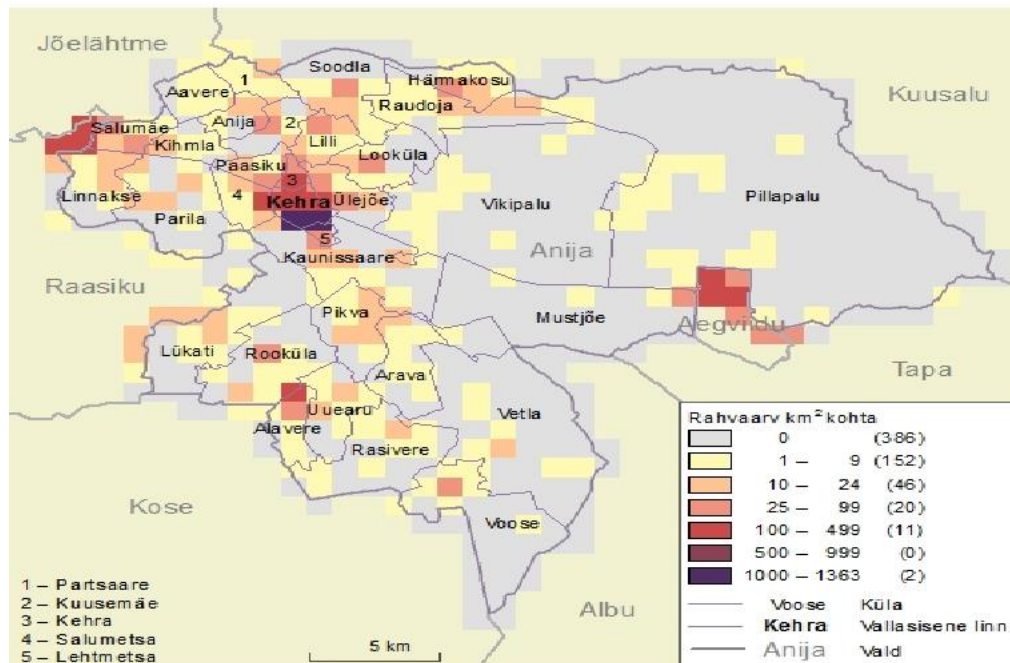 Jõelähtme
Soodla
Härmakosu
1
Aavere
Raudoja
Kuusalu
Salumäe
Anija
2
Lilli
Kihmla
Looküla
Paasiku
3
Linnakse
4
Kehra
Ülejõe
Vikipalu
Pillapalu
Parila
5
Anija
Kaunissaare
Raasiku
Pikva
Mustjõe
Aegviidu
Lükati
Rooküla
Tapa
Arava
Uuearu
Vetla
Alavere
Rasivere
Kose
Voose
Albu
Rahvaarv km² kohta
0 (386)
1 – 9 (152)
10 – 24 (46)
25 – 99 (20)
100 – 499 (11)
500 – 999 (0)
1000 – 1363 (2)
Voose Küla
Kehra Vallasisene linn
Anija Vald
1 – Partsaare
2 – Kuusemäe
3 – Kehra
4 – Salumetsa
5 – Lehtmetsa
5 km